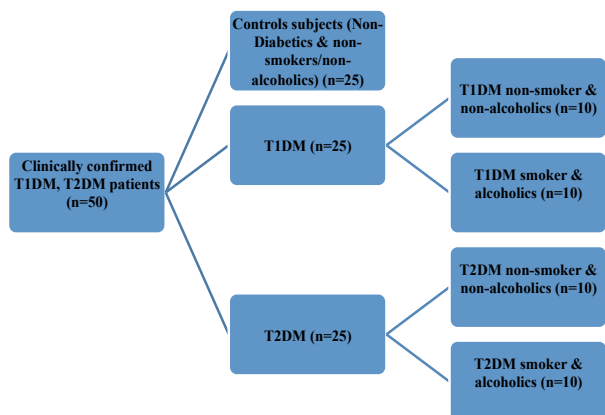 Controls subjects (Non-
Diabetics & non-
smokers/non-
alcoholics) (n=25)
T1DM non-smoker &
non-alcoholics (n=10)
T1DM (n=25)
Clinically confirmed
T1DM, T2DM patients
(n=50)
T1DM smoker &
alcoholics (n=10)
T2DM non-smoker &
non-alcoholics (n=10)
T2DM (n=25)
T2DM smoker &
alcoholics (n=10)